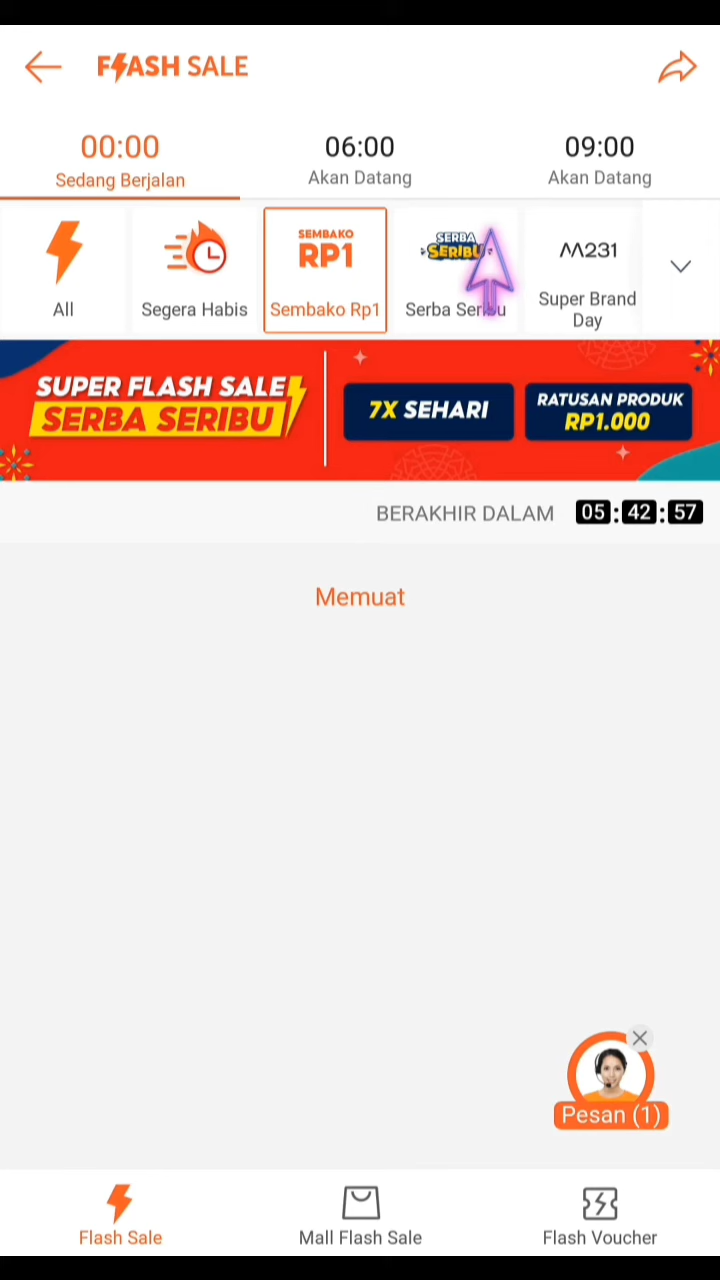 FLASH SALE
00:00
Sedang Berjalan
06:00
Akan Datang
09:00
Akan Datang
All
Segera Habis
SEMBAKO
RP1
Sembako Rp1
SERBA
SERIBU
Serba Seribu
M231
Super Brand
Day
SUPER FLASH SALE
SERBA SERIBU
7X SEHARI
RATUSAN PRODUK
RP1.000
BERAKHIR DALAM 05:42:57
Memuat
Pesan (1)
Flash Sale
Mall Flash Sale
Flash Voucher